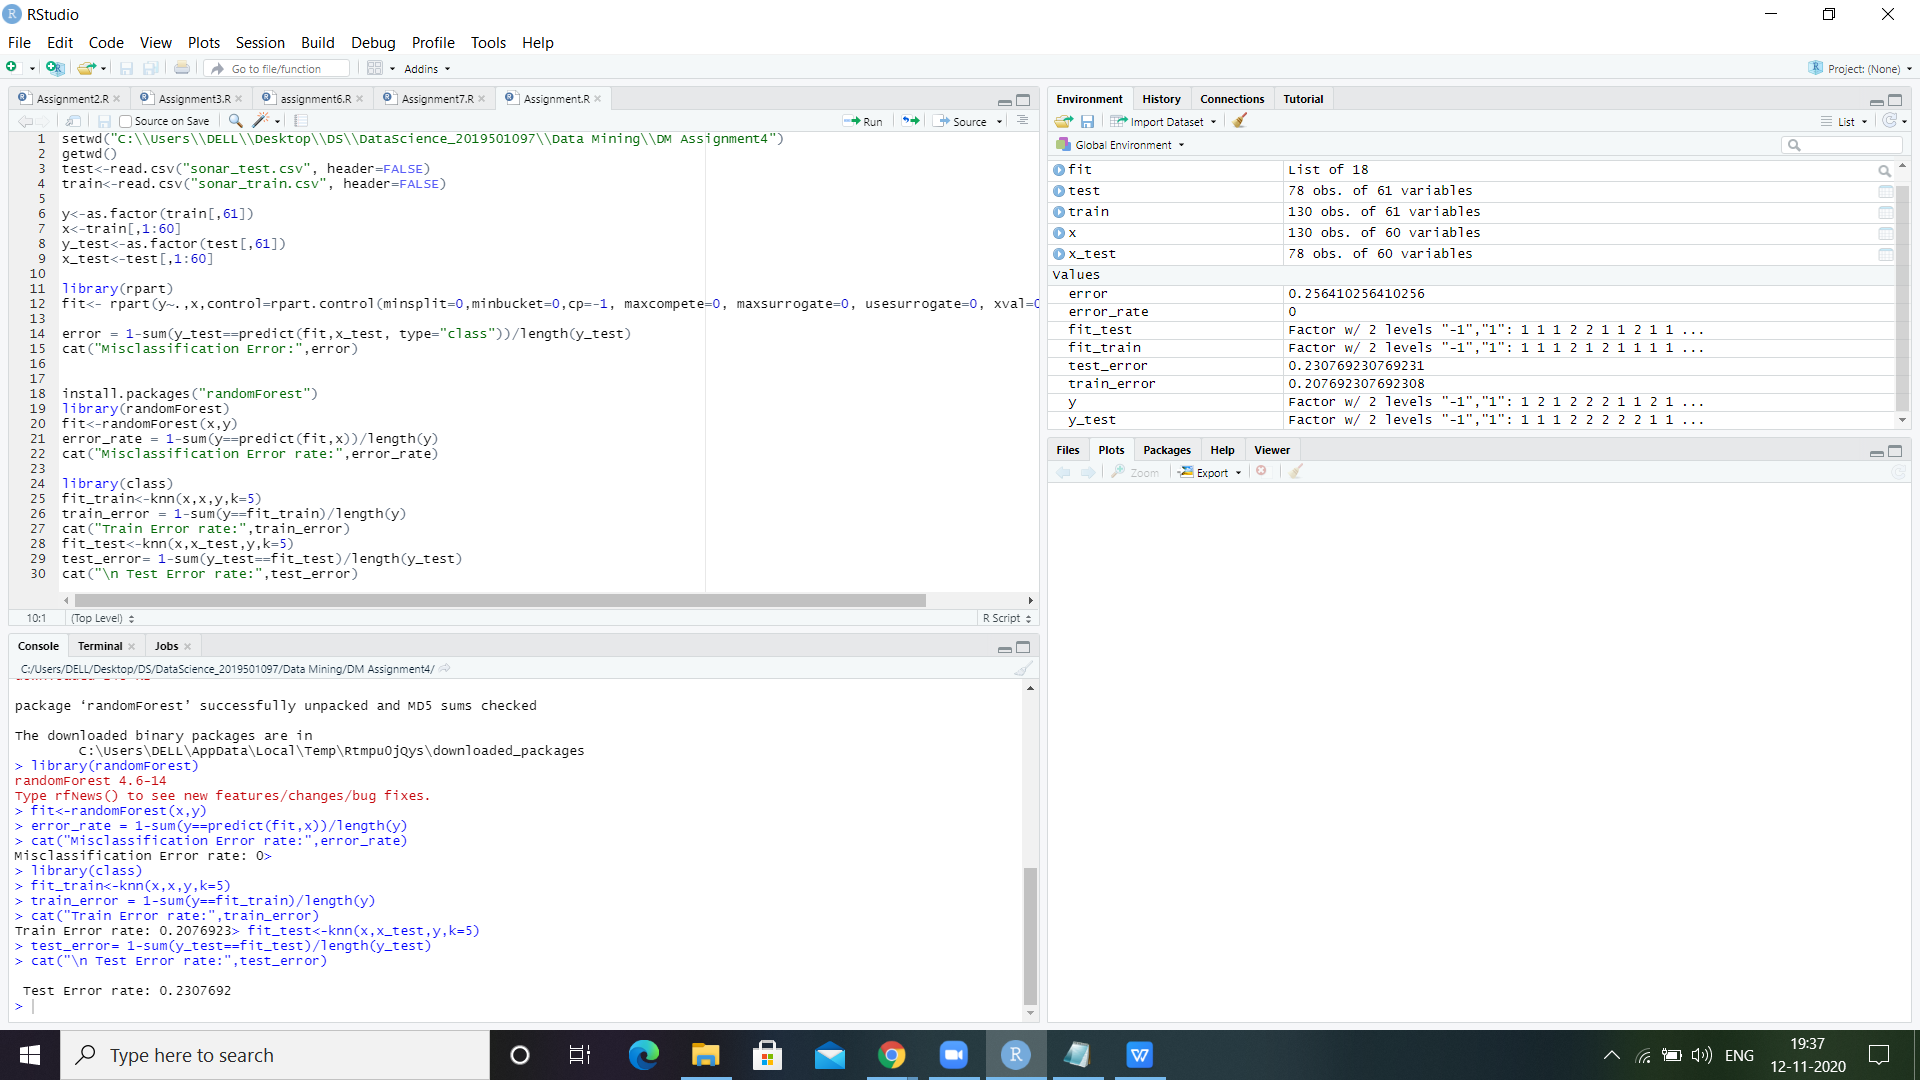 RStudio
File Edit Code View Plots Session Build Debug Profile Tools Help
Go to file/function Addins Project: (None)
Assignment2.R Assignment3.R assignment6.R Assignment7.R Assignment.R
Source on Save Run Source
1 setwd("C:\\Users\\DELL\\Desktop\\DS\\DataScience_2019501097\\Data Mining\\DM Assignment4")
2 getwd()
3 test<-read.csv("sonar_test.csv", header=FALSE)
4 train<-read.csv("sonar_train.csv", header=FALSE)
5
6 y<-as.factor(train[,61])
7 x<-train[,1:60]
8 y_test<-as.factor(test[,61])
9 x_test<-test[,1:60]
10
11 library(rpart)
12 fit<- rpart(y~.,x,control=rpart.control(minsplit=0,minbucket=0,cp=-1, maxcompete=0, maxsurrogate=0, usesurrogate=0, xval=0
13
14 error = 1-sum(y_test==predict(fit,x_test, type="class"))/length(y_test)
15 cat("Misclassification Error:",error)
16
17
18 install.packages("randomForest")
19 library(randomForest)
20 fit<-randomForest(x,y)
21 error_rate = 1-sum(y==predict(fit,x))/length(y)
22 cat("Misclassification Error rate:",error_rate)
23
24 library(class)
25 fit_train<-knn(x,x,y,k=5)
26 train_error = 1-sum(y==fit_train)/length(y)
27 cat("Train Error rate:",train_error)
28 fit_test<-knn(x,x_test,y,k=5)
29 test_error= 1-sum(y_test==fit_test)/length(y_test)
30 cat("\n Test Error rate:",test_error)
10:1 (Top Level) R Script
Console Terminal Jobs
C:/Users/DELL/Desktop/DS/DataScience_2019501097/Data Mining/DM Assignment4/
package ‘randomForest’ successfully unpacked and MD5 sums checked
The downloaded binary packages are in
C:\Users\DELL\AppData\Local\Temp\RtmpuOjQys\downloaded_packages
> library(randomForest)
randomForest 4.6-14
Type rfNews() to see new features/changes/bug fixes.
> fit<-randomForest(x,y)
> error_rate = 1-sum(y==predict(fit,x))/length(y)
> cat("Misclassification Error rate:",error_rate)
Misclassification Error rate: 0>
> library(class)
> fit_train<-knn(x,x,y,k=5)
> train_error = 1-sum(y==fit_train)/length(y)
> cat("Train Error rate:",train_error)
Train Error rate: 0.2076923> fit_test<-knn(x,x_test,y,k=5)
> test_error= 1-sum(y_test==fit_test)/length(y_test)
> cat("\n Test Error rate:",test_error)
Test Error rate: 0.2307692
>
Environment History Connections Tutorial
Import Dataset List
Global Environment
fit List of 18
test 78 obs. of 61 variables
train 130 obs. of 61 variables
x 130 obs. of 60 variables
x_test 78 obs. of 60 variables
Values
error 0.256410256410256
error_rate 0
fit_test Factor w/ 2 levels "-1","1": 1 1 1 2 2 1 1 2 1 1 ...
fit_train Factor w/ 2 levels "-1","1": 1 1 1 2 1 2 1 1 1 1 ...
test_error 0.230769230769231
train_error 0.207692307692308
y Factor w/ 2 levels "-1","1": 1 2 1 2 2 2 1 1 2 1 ...
y_test Factor w/ 2 levels "-1","1": 1 1 1 2 2 2 2 2 1 1 ...
Files Plots Packages Help Viewer
Zoom Export
Type here to search
ENG
19:37
12-11-2020